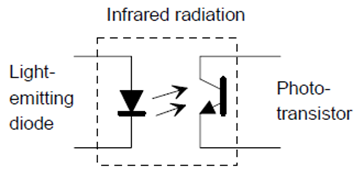 Infrared radiation
Light-
emitting
diode
Photo-
transistor